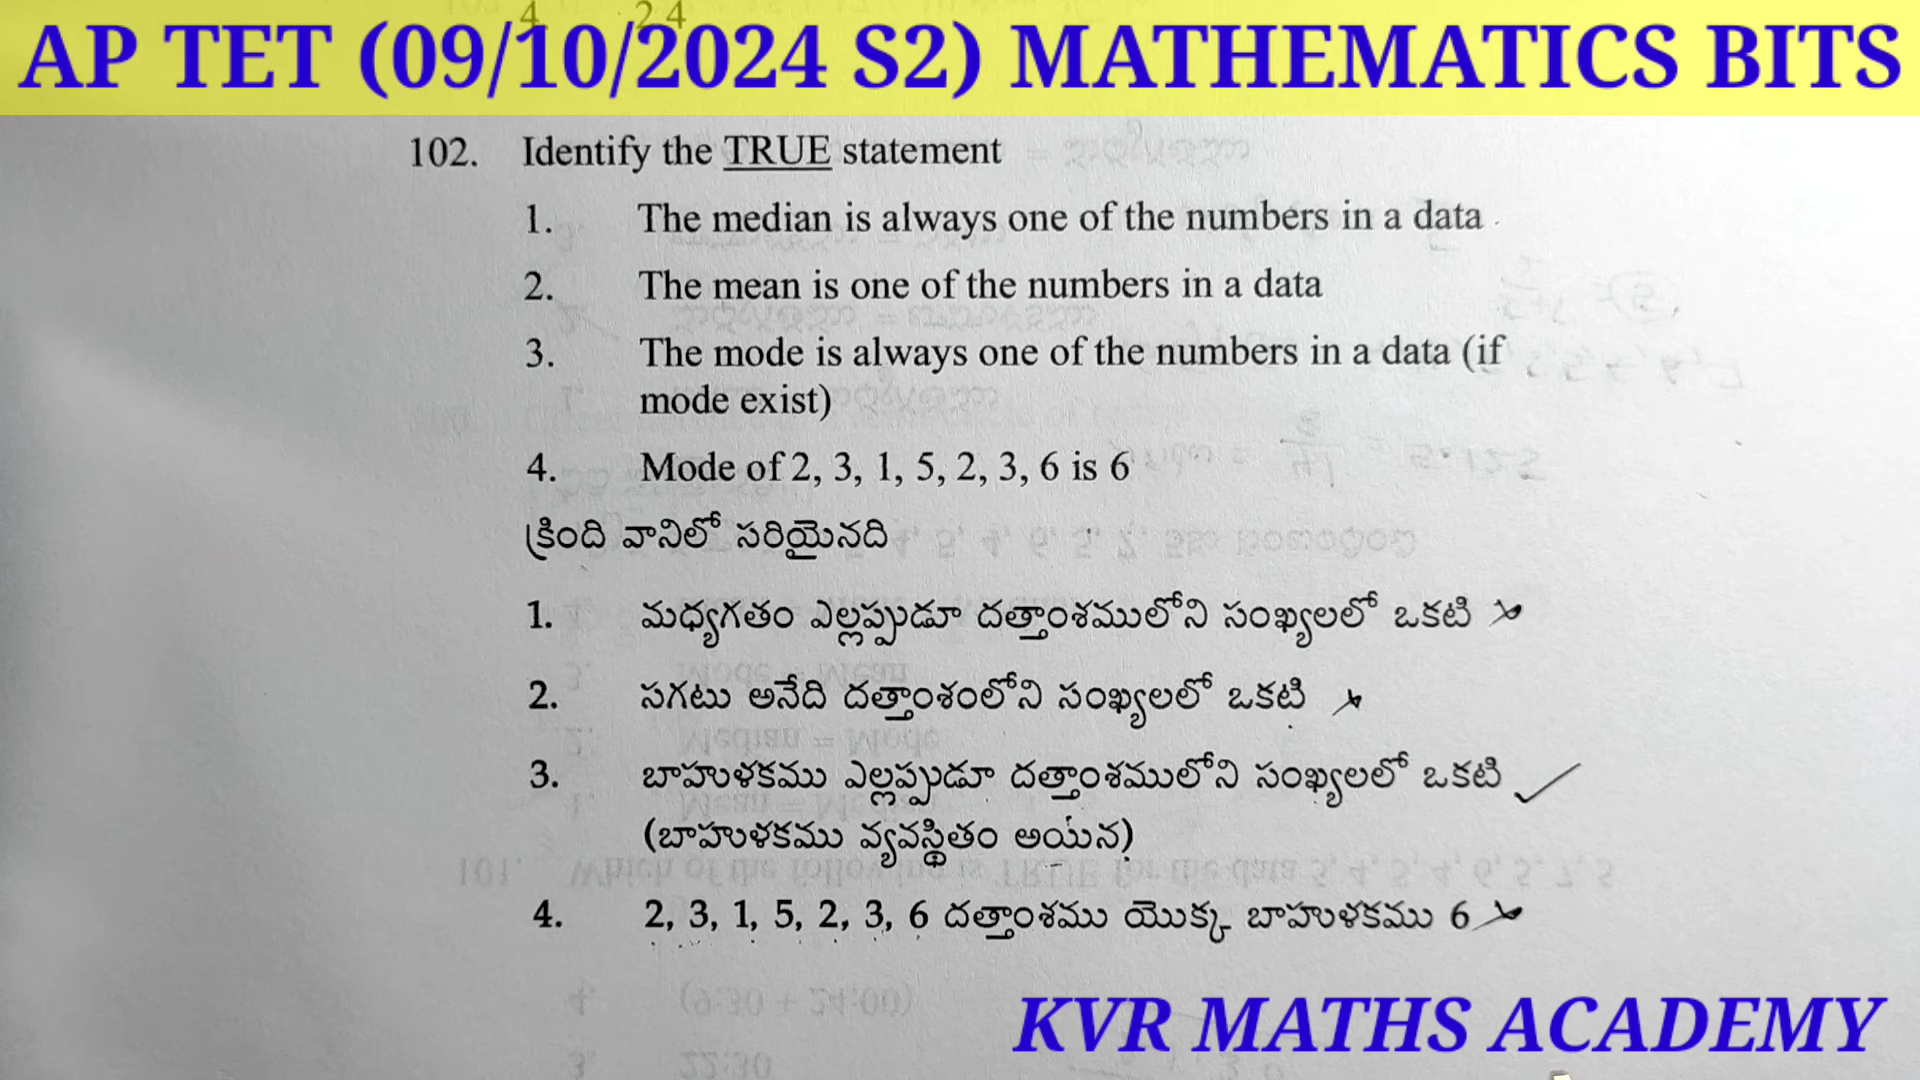 AP TET (09/10/2024 S2) MATHEMATICS BITS
102. Identify the TRUE statement
1. The median is always one of the numbers in a data
2. The mean is one of the numbers in a data
3. The mode is always one of the numbers in a data (if
mode exist)
4. Mode of 2, 3, 1, 5, 2, 3, 6 is 6
క్రింది వానిలో సరియైనది
1. మధ్యగతం ఎల్లప్పుడూ దత్తాంశములోని సంఖ్యలలో ఒకటి
2. సగటు అనేది దత్తాంశంలోని సంఖ్యలలో ఒకటి
3. బాహుళకము ఎల్లప్పుడూ దత్తాంశములోని సంఖ్యలలో ఒకటి
(బాహుళకము వ్యవస్థితం అయిన)
4. 2, 3, 1, 5, 2, 3, 6 దత్తాంశము యొక్క బాహుళకము 6
KVR MATHS ACADEMY